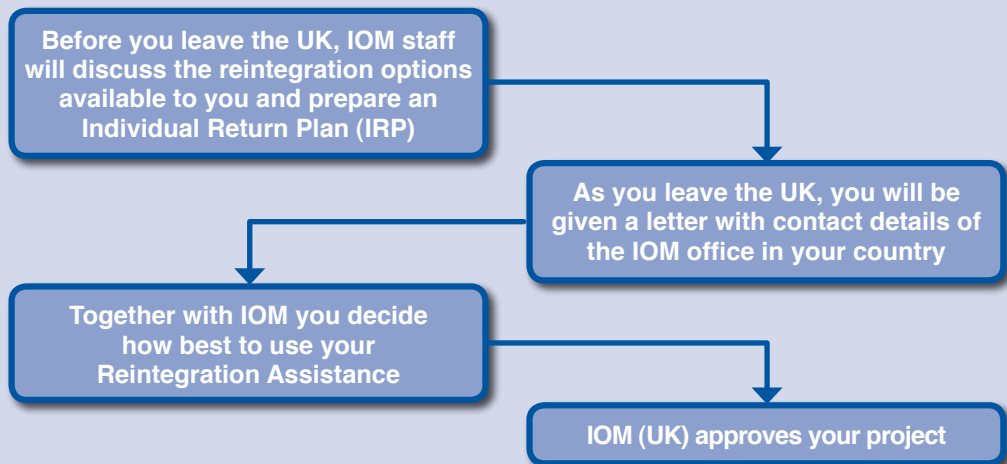 Before you leave the UK, IOM staff
will discuss the reintegration options
available to you and prepare an
Individual Return Plan (IRP)
As you leave the UK, you will be
given a letter with contact details of
the IOM office in your country
Together with IOM you decide
how best to use your
Reintegration Assistance
IOM (UK) approves your project